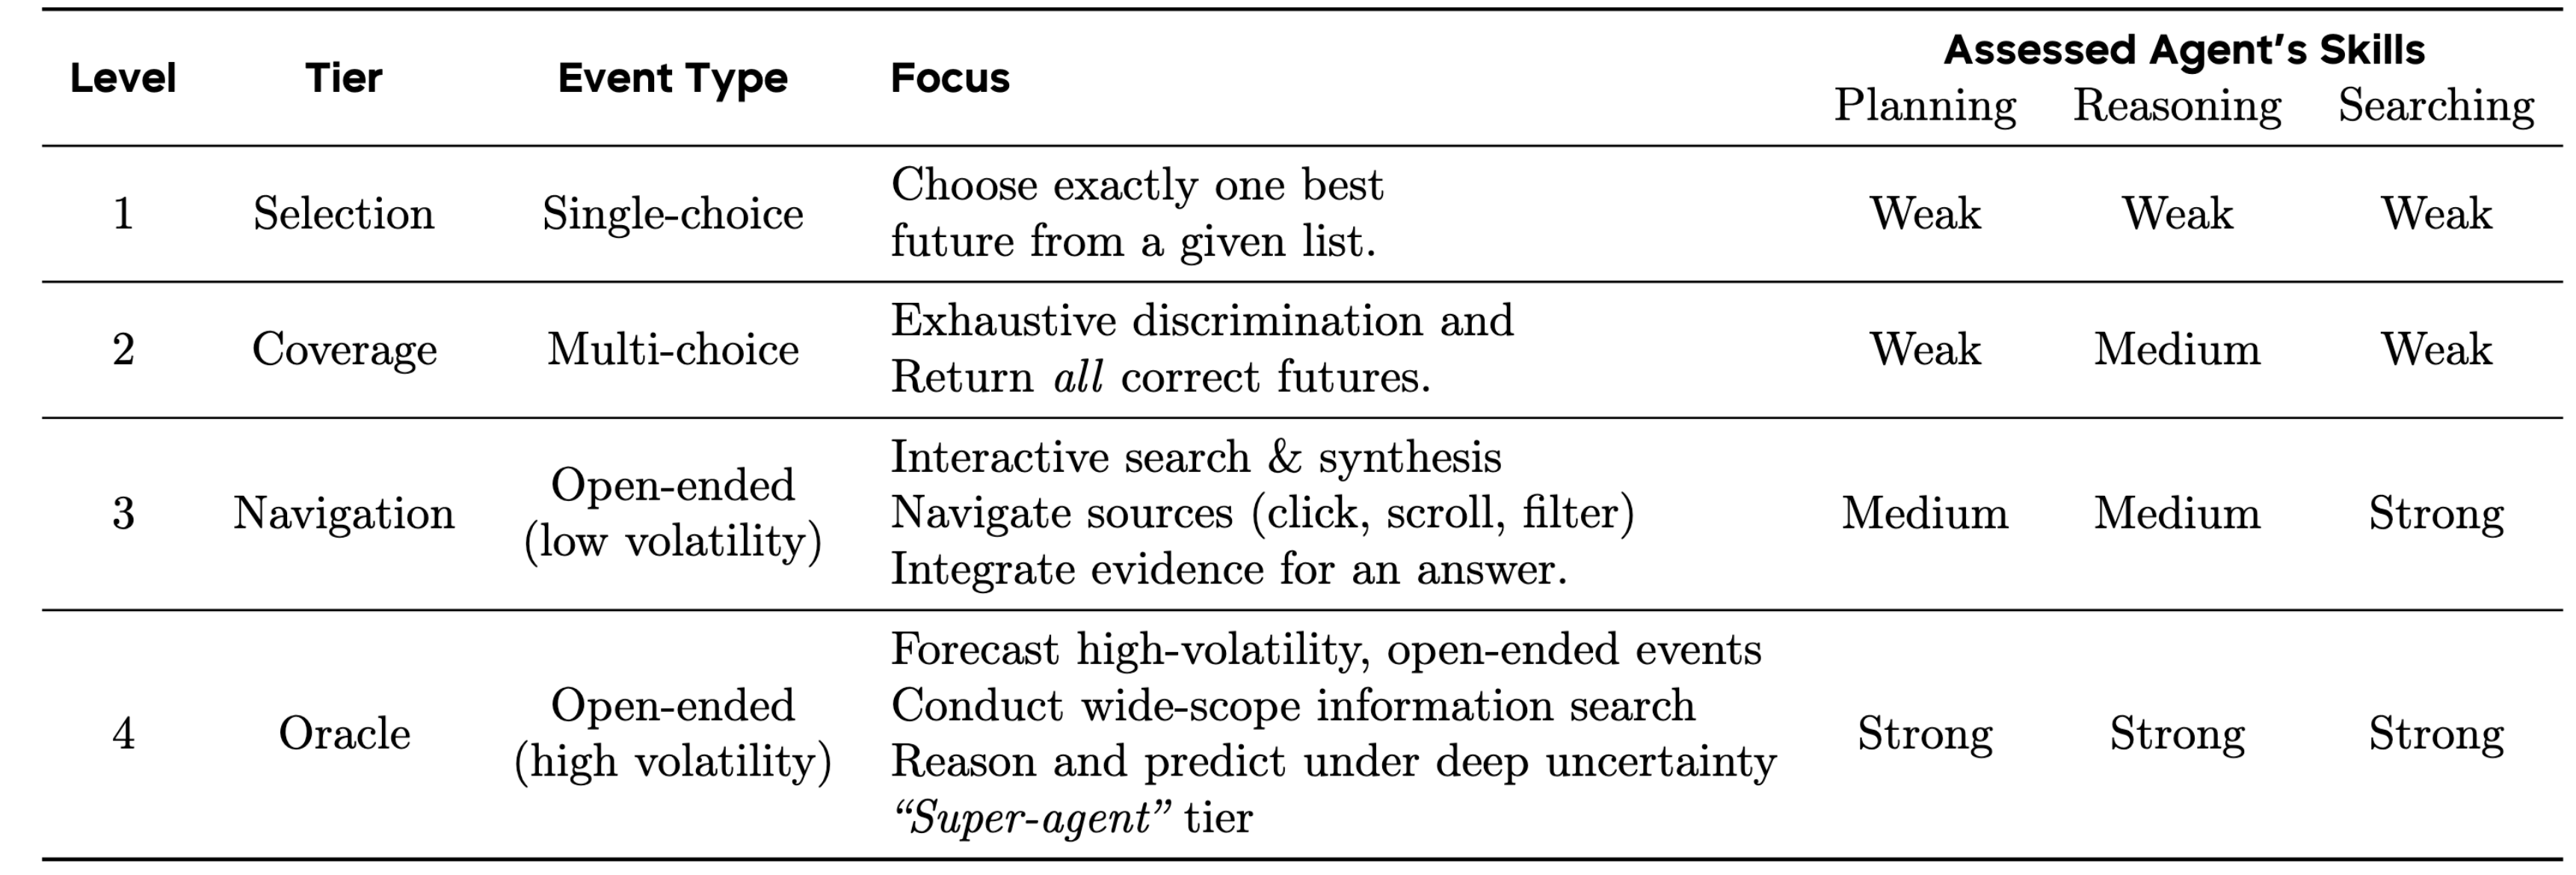 Assessed Agent's Skills
Level Tier Event Type Focus
Planning Reasoning Searching
Choose exactly one best
1 Selection Single-choice Weak Weak Weak
future from a given list.
Exhaustive discrimination and
2 Coverage Multi-choice Weak Medium Weak
Return all correct futures.
Interactive search & synthesis
Open-ended
3 Navigation Navigate sources (click, scroll, filter) Medium Medium Strong
(low volatility)
Integrate evidence for an answer.
Forecast high-volatility, open-ended events
Open-ended Conduct wide-scope information search
4 Oracle Strong Strong Strong
(high volatility) Reason and predict under deep uncertainty
“Super-agent” tier